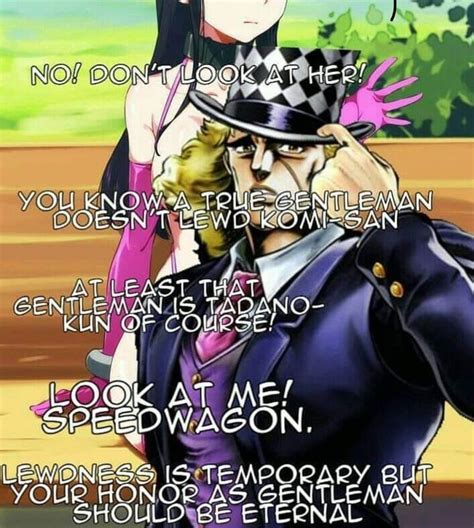 NO! DON'T LOOK AT HER!
YOU KNOW A TRUE GENTLEMAN
DOESN'T LEWD KOMI-SAN
AT LEAST THAT
GENTLEMAN IS TADANO-
KUN OF COURSE!
LOOK AT ME!
SPEEDWAGON.
LEWDNESS IS TEMPORARY BUT
YOUR HONOR AS GENTLEMAN
SHOULD BE ETERNAL